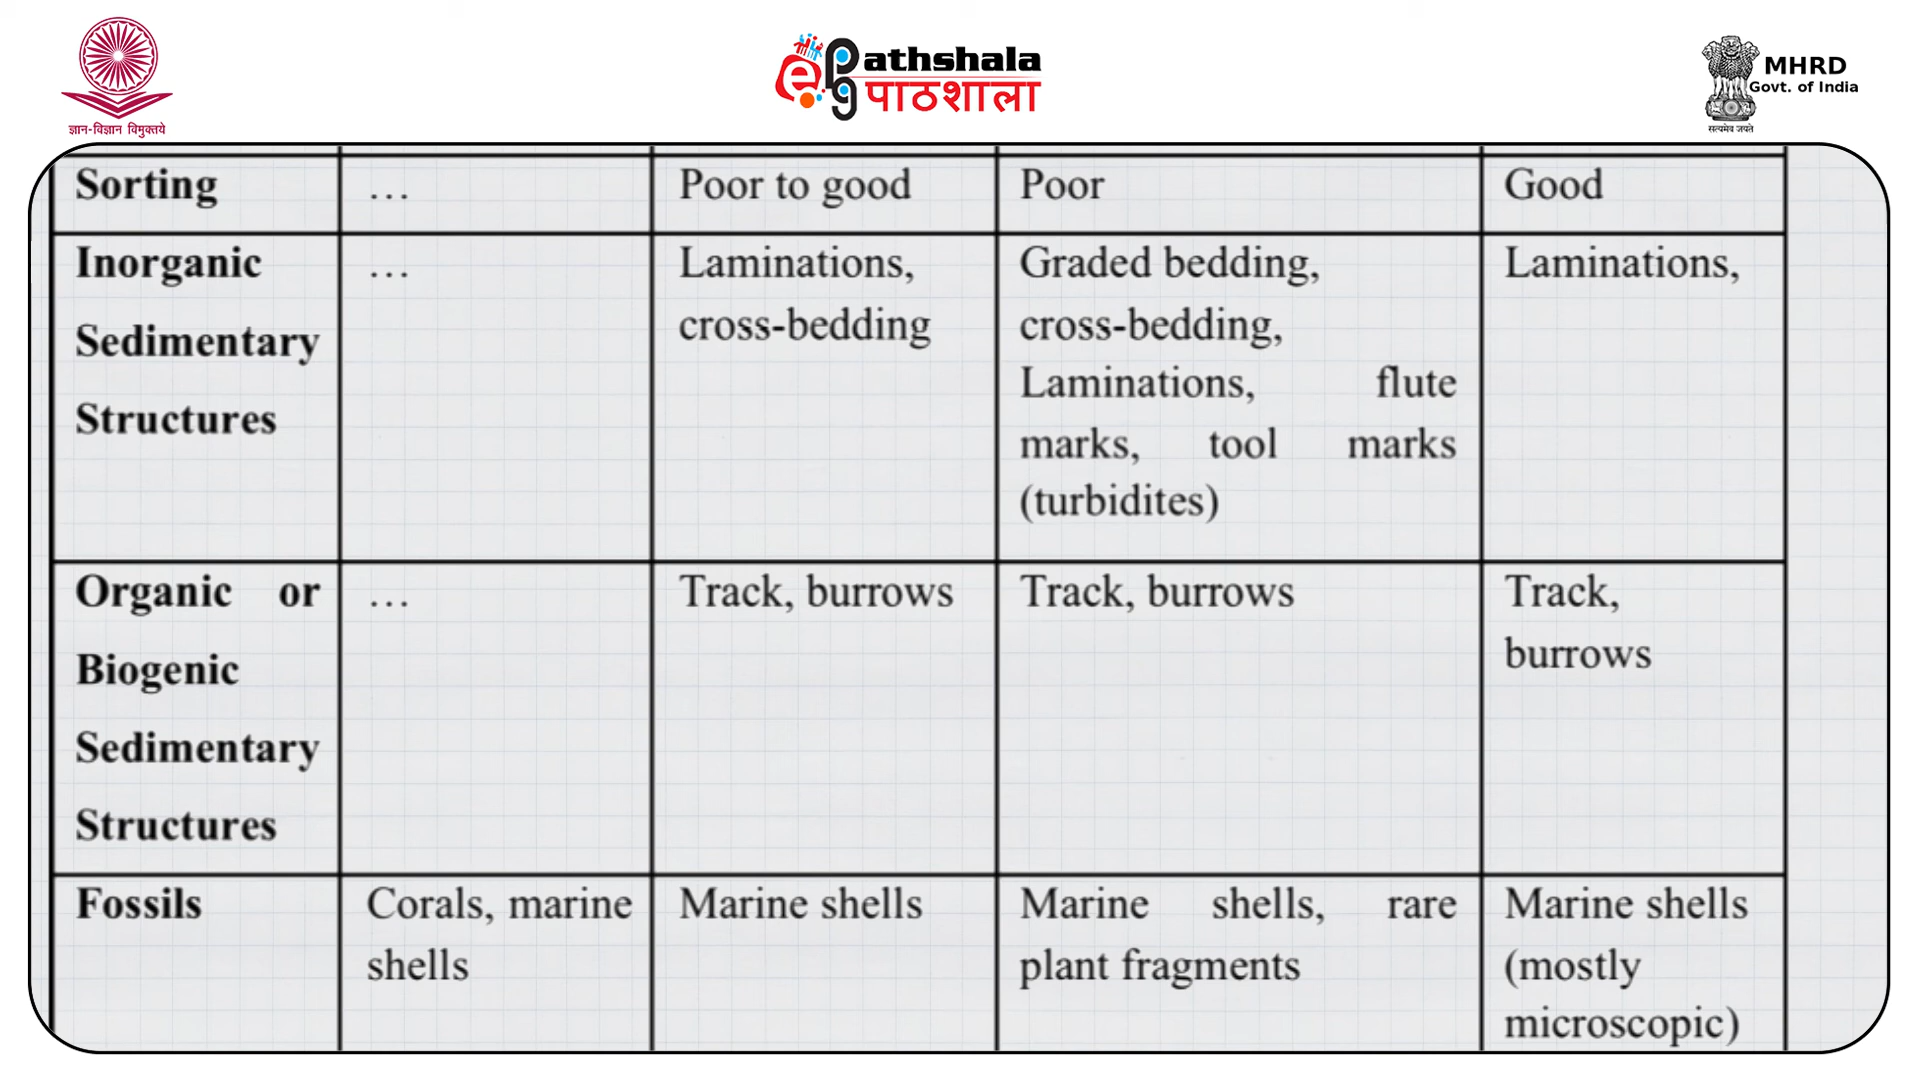 ज्ञान-विज्ञान विमुक्तये
ePg athshala
पाठशाला
MHRD
Govt. of India
सत्यमेव जयते
Sorting
...
Poor to good
Poor
Good
Inorganic
Sedimentary
Structures
...
Laminations,
cross-bedding
Graded bedding,
cross-bedding,
Laminations, flute
marks, tool marks
(turbidites)
Laminations,
Organic or
Biogenic
Sedimentary
Structures
...
Track, burrows
Track, burrows
Track,
burrows
Fossils
Corals, marine
shells
Marine shells
Marine shells, rare
plant fragments
Marine shells
(mostly
microscopic)